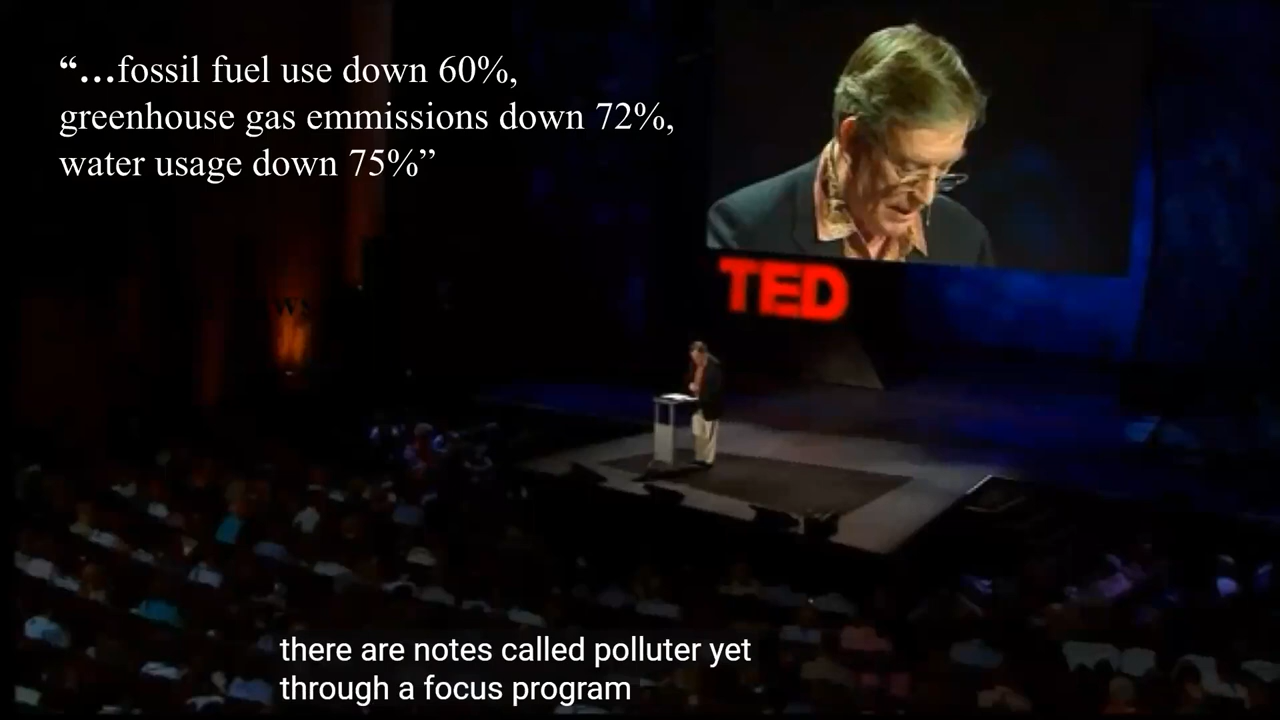 “…fossil fuel use down 60%,
greenhouse gas emmissions down 72%,
water usage down 75%”
TED
there are notes called polluter yet
through a focus program